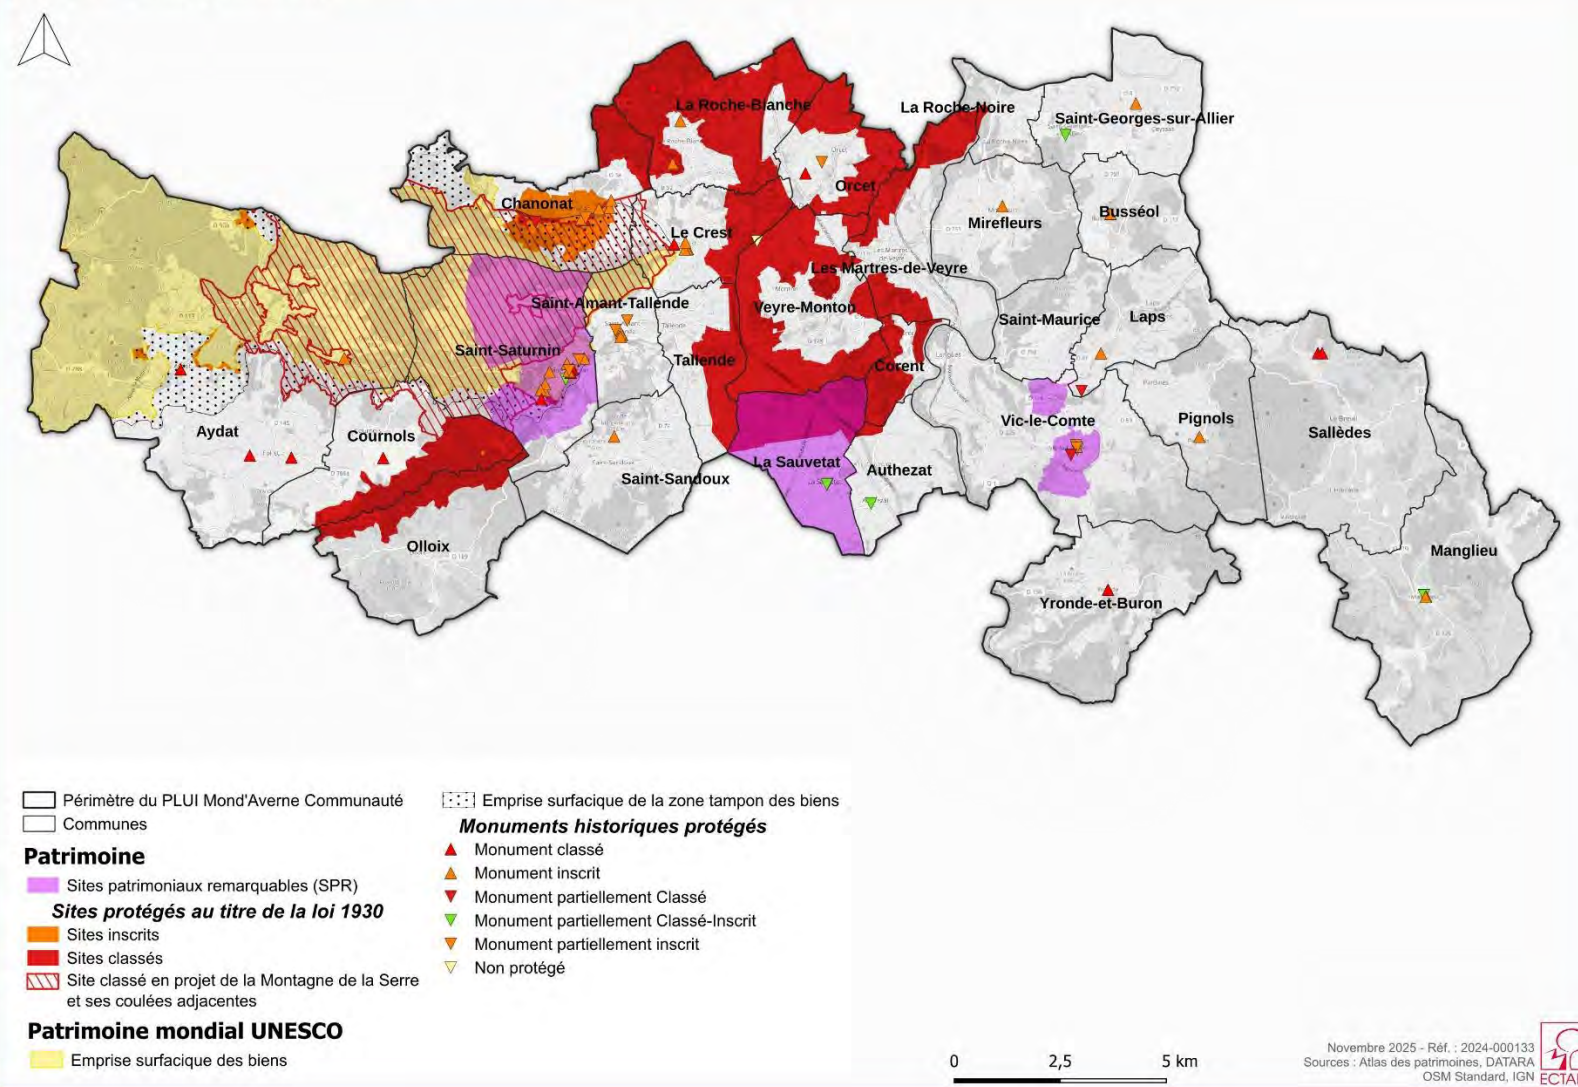 La Roche-Blanche
La Roche-Noire
Saint-Georges-sur-Allier
Chanonat
Orcet
Mirefleurs
Busséol
Le Crest
Les Martres-de-Veyre
Saint-Amant-Tallende
Veyre-Monton
Saint-Maurice
Laps
Saint-Saturnin
Tallende
Corent
Aydat
Cournols
Vic-le-Comte
Pignols
Sallèdes
La Sauvetat
Authezat
Saint-Sandoux
Olloix
Manglieu
Yronde-et-Buron
Périmètre du PLUI Mond'Averne Communauté
Communes
Patrimoine
Sites patrimoniaux remarquables (SPR)
Sites protégés au titre de la loi 1930
Sites inscrits
Sites classés
Site classé en projet de la Montagne de la Serre
et ses coulées adjacentes
Patrimoine mondial UNESCO
Emprise surfacique des biens
Emprise surfacique de la zone tampon des biens
Monuments historiques protégés
Monument classé
Monument inscrit
Monument partiellement Classé
Monument partiellement Classé-Inscrit
Monument partiellement inscrit
Non protégé
0 2,5 5 km
Novembre 2025 - Réf. : 2024-000133
Sources : Atlas des patrimoines, DATARA
OSM Standard, IGN